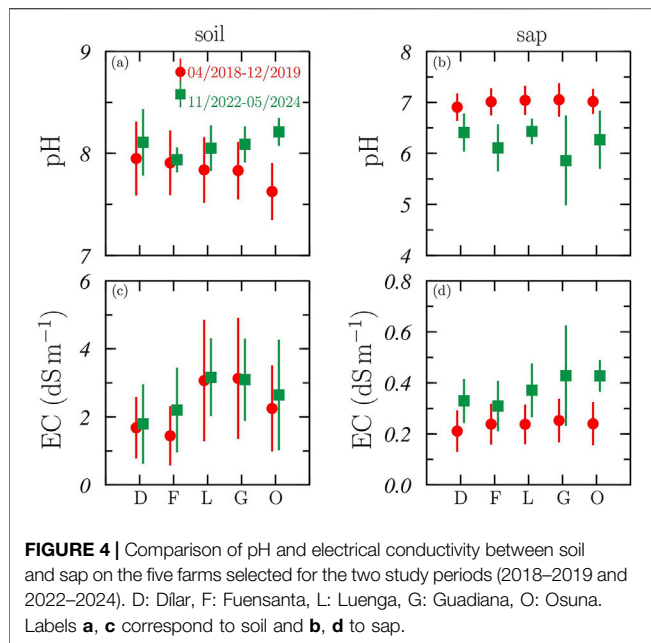 soil
sap
9
(a)
04/2018-12/2019
11/2022-05/2024
pH
8
7
8
(b)
7
pH
6
5
4
6
(c)
4
EC (dS m−1)
2
0
D F L G O
0.8
(d)
0.6
EC (dS m−1)
0.4
0.2
0.0
D F L G O
FIGURE 4 | Comparison of pH and electrical conductivity between soil
and sap on the five farms selected for the two study periods (2018–2019 and
2022–2024). D: Dílar, F: Fuensanta, L: Luenga, G: Guadiana, O: Osuna.
Labels a, c correspond to soil and b, d to sap.